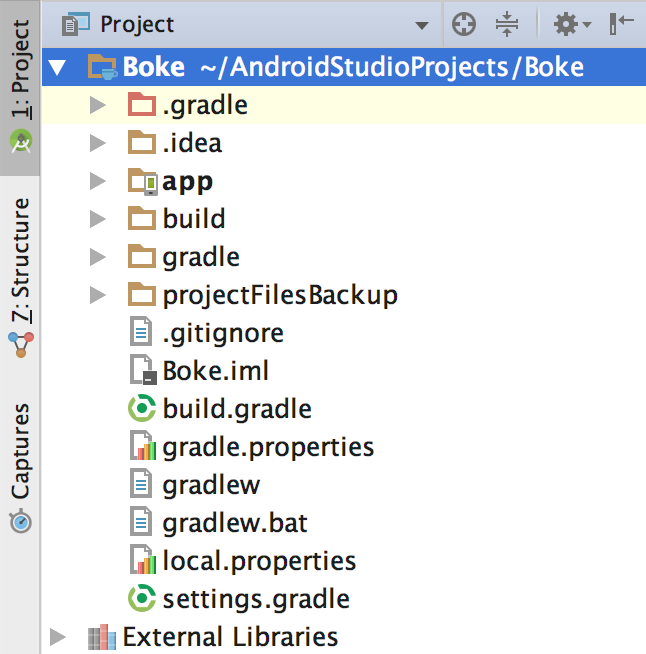 Project
1: Project
7: Structure
Captures
Boke ~/AndroidStudioProjects/Boke
.gradle
.idea
app
build
gradle
projectFilesBackup
.gitignore
Boke.iml
build.gradle
gradle.properties
gradlew
gradlew.bat
local.properties
settings.gradle
External Libraries